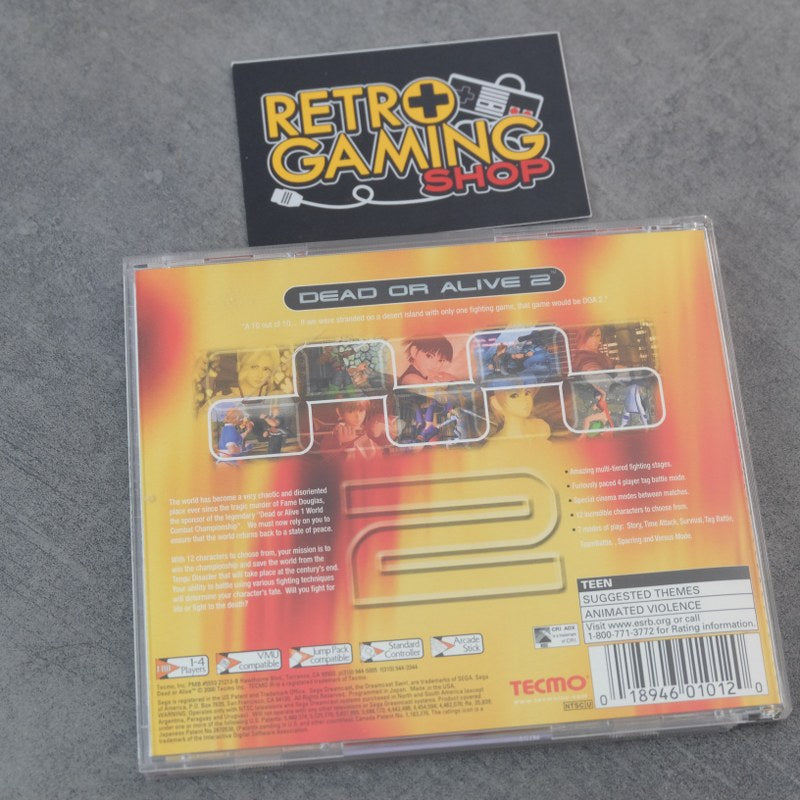 RETRO
GAMING
SHOP
DEAD OR ALIVE 2™
"A 10 out of 10... If we were stranded on a desert island with only one fighting game, that game would be DOA 2."
The world has become a very chaotic and disoriented
place ever since the tragic murder of Fame Douglas,
the sponsor of the legendary "Dead or Alive 1 World
Combat Championship". We must now rely on you to
ensure that the world returns back to a state of peace.
With 12 characters to choose from, your mission is to
win the championship and save the world from the
Tengu Disaster that will take place at the century's end.
Your ability to battle using various fighting techniques
will determine your character's fate. Will you fight for
life or fight to the death?
2
• Amazing multi-tiered fighting stages.
• Furiously paced 4 player tag battle mode.
• Special cinema modes between matches.
• 12 incredible characters to choose from.
• 7 modes of play: Story, Time Attack, Survival, Tag Battle,
Team Battle, Sparring and Versus Mode.
TEEN
SUGGESTED THEMES
ANIMATED VIOLENCE
Visit www.esrb.org or call
1-800-771-3772 for Rating information.
CRI ADX
is a trademark
of CRI.
1-4
Players
VMU
compatible
Jump Pack
compatible
Standard
Controller
Arcade
Stick
TECMO
NTSC U
0 18946 01012 0